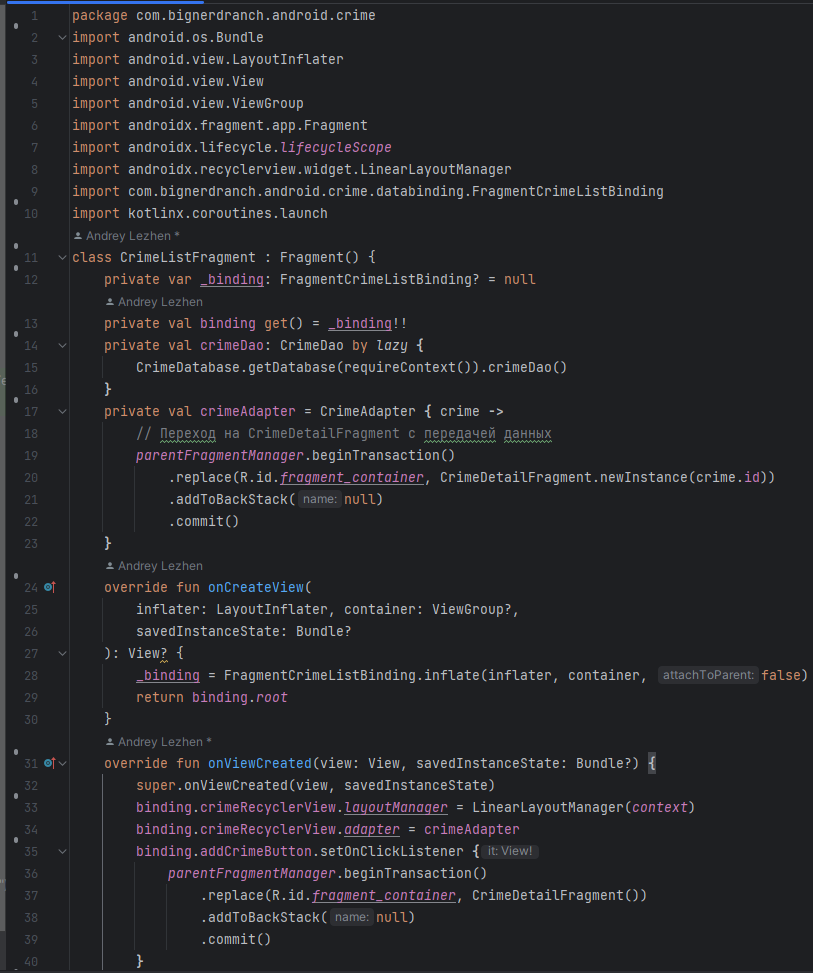 1 package com.bignerdranch.android.crime
2 import android.os.Bundle
3 import android.view.LayoutInflater
4 import android.view.View
5 import android.view.ViewGroup
6 import androidx.fragment.app.Fragment
7 import androidx.lifecycle.lifecycleScope
8 import androidx.recyclerview.widget.LinearLayoutManager
9 import com.bignerdranch.android.crime.databinding.FragmentCrimeListBinding
10 import kotlinx.coroutines.launch
Andrey Lezhen *
11 class CrimeListFragment : Fragment() {
12 private var _binding: FragmentCrimeListBinding? = null
Andrey Lezhen
13 private val binding get() = _binding!!
14 private val crimeDao: CrimeDao by lazy {
15 CrimeDatabase.getDatabase(requireContext()).crimeDao()
16 }
17 private val crimeAdapter = CrimeAdapter { crime ->
18 // Переход на CrimeDetailFragment с передачей данных
19 parentFragmentManager.beginTransaction()
20 .replace(R.id.fragment_container, CrimeDetailFragment.newInstance(crime.id))
21 .addToBackStack( name: null)
22 .commit()
23 }
Andrey Lezhen
24 override fun onCreateView(
25 inflater: LayoutInflater, container: ViewGroup?,
26 savedInstanceState: Bundle?
27 ): View? {
28 _binding = FragmentCrimeListBinding.inflate(inflater, container, attachToParent: false)
29 return binding.root
30 }
Andrey Lezhen *
31 override fun onViewCreated(view: View, savedInstanceState: Bundle?) {
32 super.onViewCreated(view, savedInstanceState)
33 binding.crimeRecyclerView.layoutManager = LinearLayoutManager(context)
34 binding.crimeRecyclerView.adapter = crimeAdapter
35 binding.addCrimeButton.setOnClickListener { it: View!
36 parentFragmentManager.beginTransaction()
37 .replace(R.id.fragment_container, CrimeDetailFragment())
38 .addToBackStack( name: null)
39 .commit()
40 }